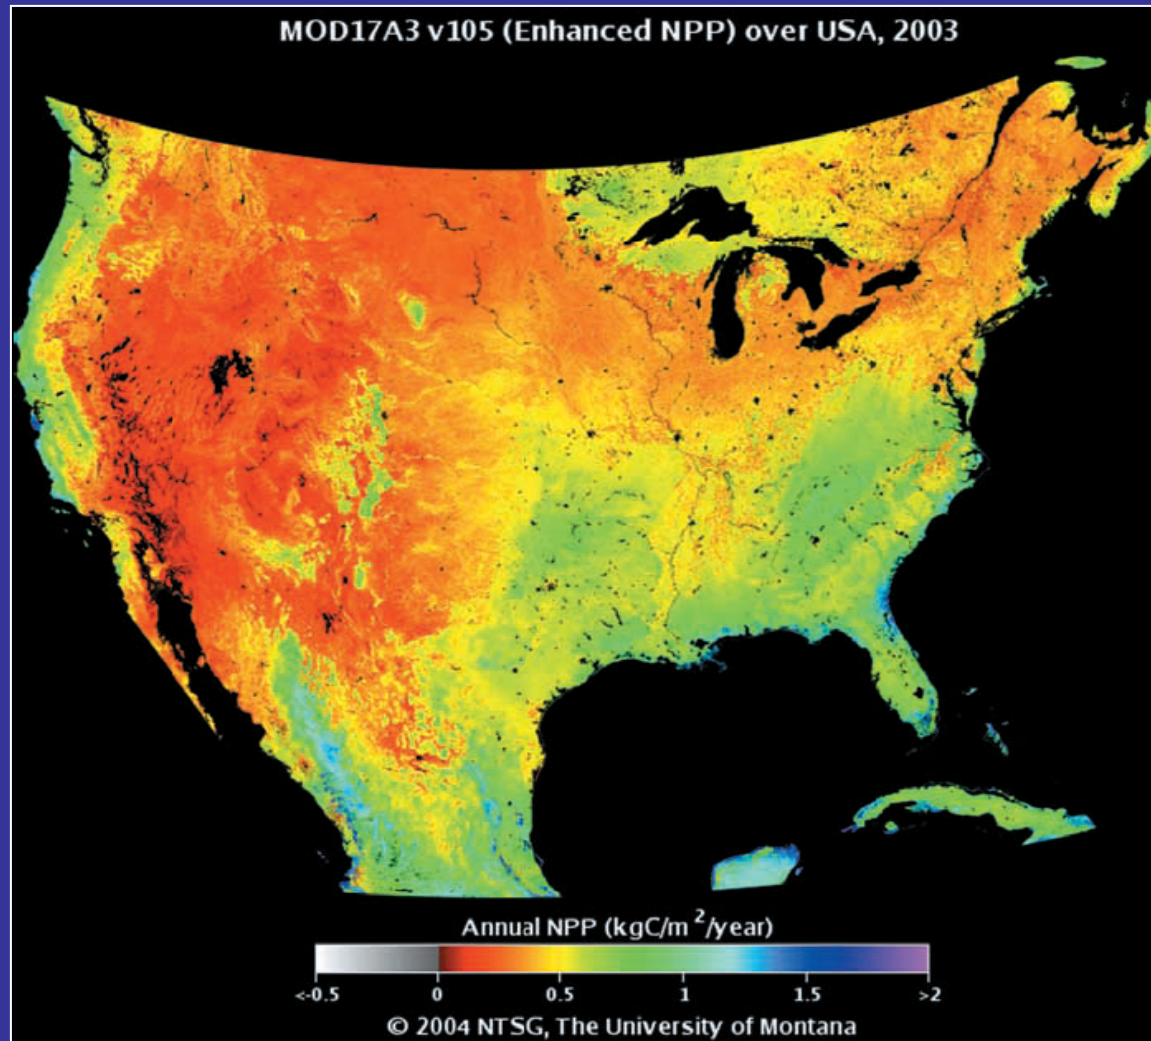 MOD17A3 v105 (Enhanced NPP) over USA, 2003
Annual NPP (kgC/m²/year)
<-0.5 0 0.5 1 1.5 >2
© 2004 NTSG, The University of Montana